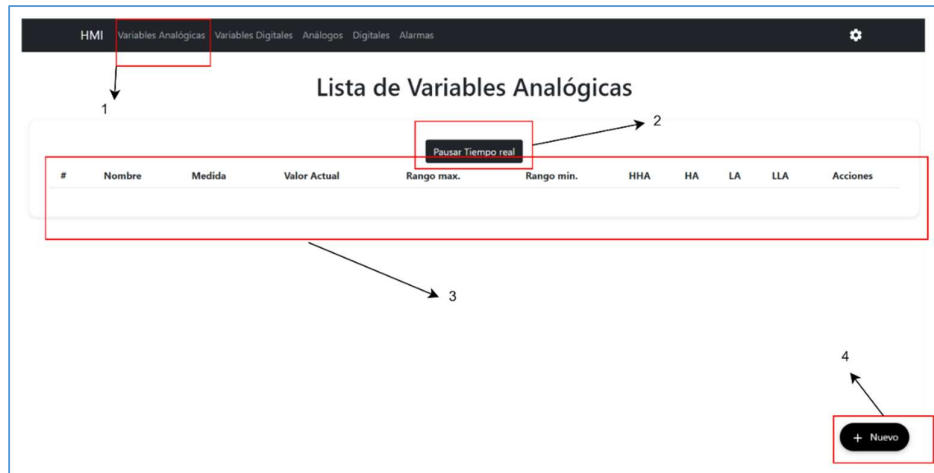 HMI Variables Analógicas Variables Digitales Análogos Digitales Alarmas
1
Lista de Variables Analógicas
2
Pausar Tiempo real
# Nombre Medida Valor Actual Rango max. Rango min. HHA HA LA LLA Acciones
3
4
+ Nuevo